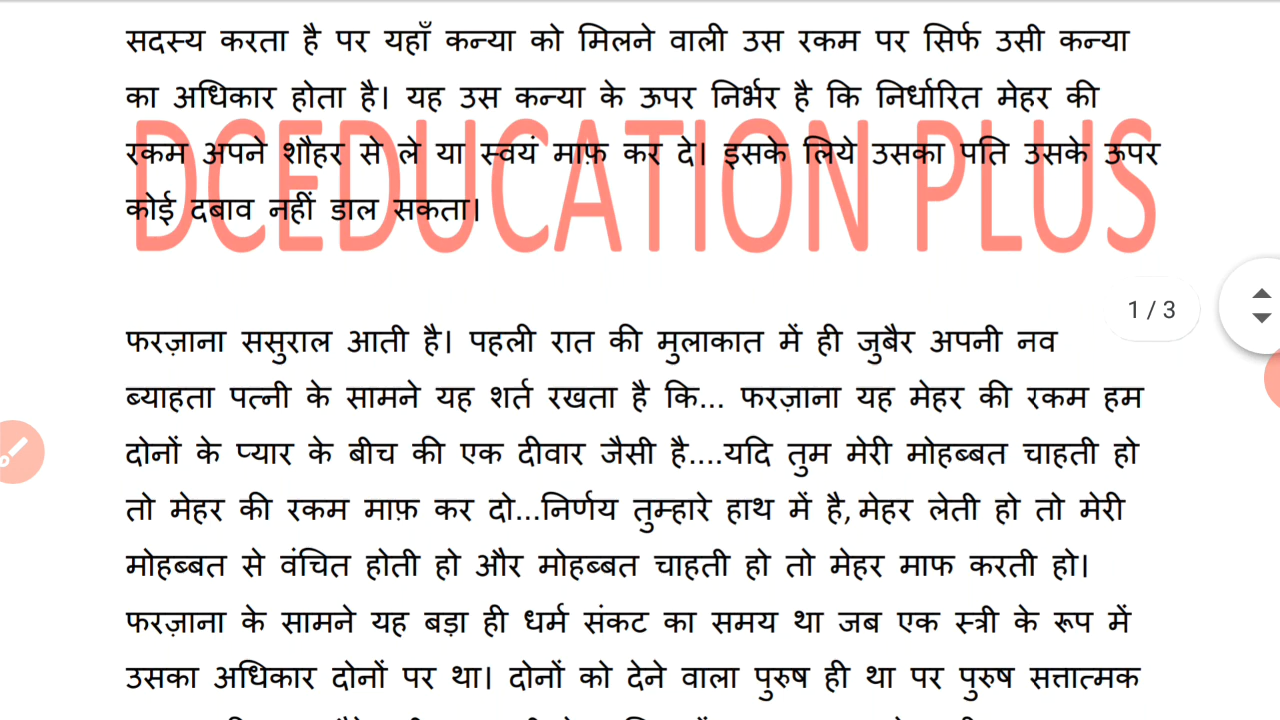 सदस्य करता है पर यहाँ कन्या को मिलने वाली उस रकम पर सिर्फ उसी कन्या
का अधिकार होता है। यह उस कन्या के ऊपर निर्भर है कि निर्धारित मेहर की
रकम अपने शौहर से ले या स्वयं माफ़ कर दे। इसके लिये उसका पति उसके ऊपर
कोई दबाव नहीं डाल सकता।
DCEDUCATION PLUS
1 / 3
फरज़ाना ससुराल आती है। पहली रात की मुलाकात में ही जुबैर अपनी नव
ब्याहता पत्नी के सामने यह शर्त रखता है कि... फरज़ाना यह मेहर की रकम हम
दोनों के प्यार के बीच की एक दीवार जैसी है....यदि तुम मेरी मोहब्बत चाहती हो
तो मेहर की रकम माफ़ कर दो...निर्णय तुम्हारे हाथ में है, मेहर लेती हो तो मेरी
मोहब्बत से वंचित होती हो और मोहब्बत चाहती हो तो मेहर माफ करती हो।
फरज़ाना के सामने यह बड़ा ही धर्म संकट का समय था जब एक स्त्री के रूप में
उसका अधिकार दोनों पर था। दोनों को देने वाला पुरुष ही था पर पुरुष सत्तात्मक